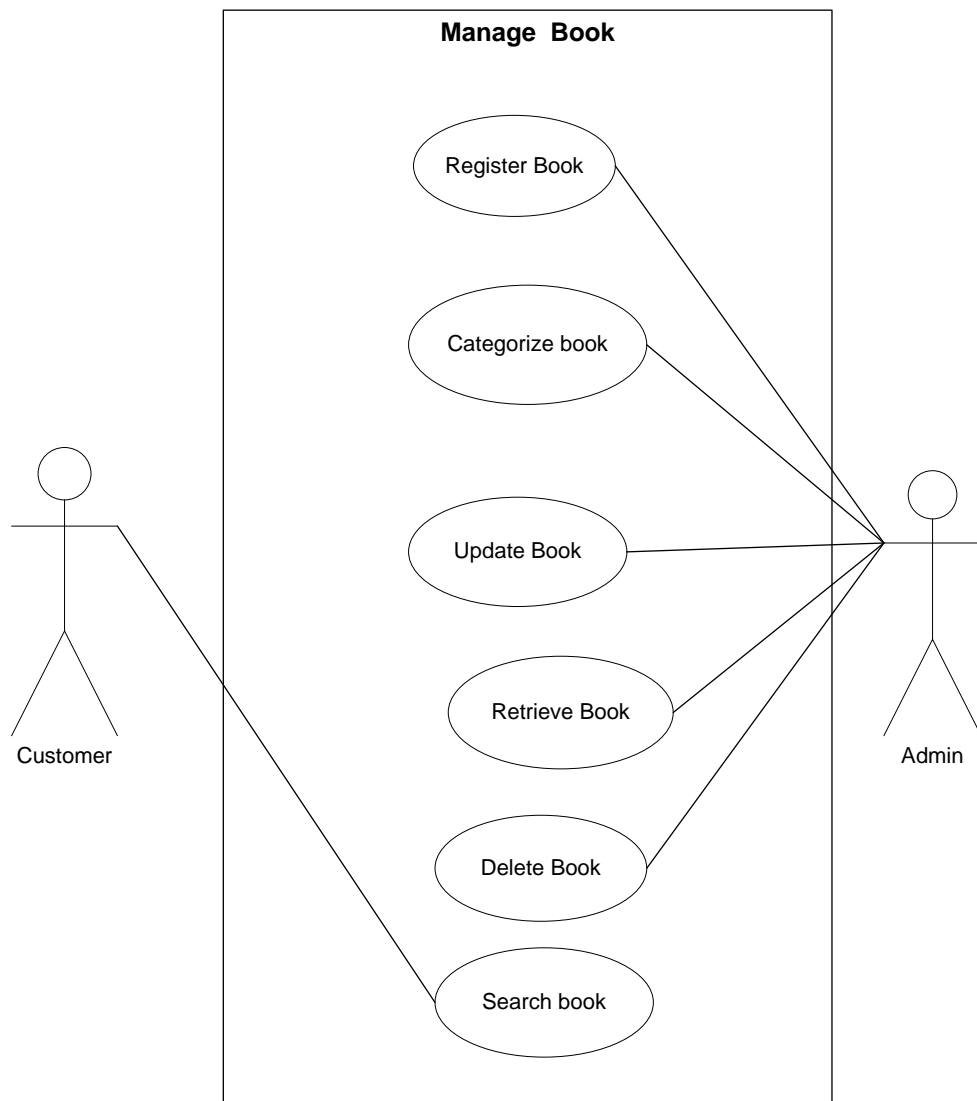 Manage  Book
Register Book
Categorize book
Update Book
Retrieve Book
Customer
Admin
Delete Book
Search book